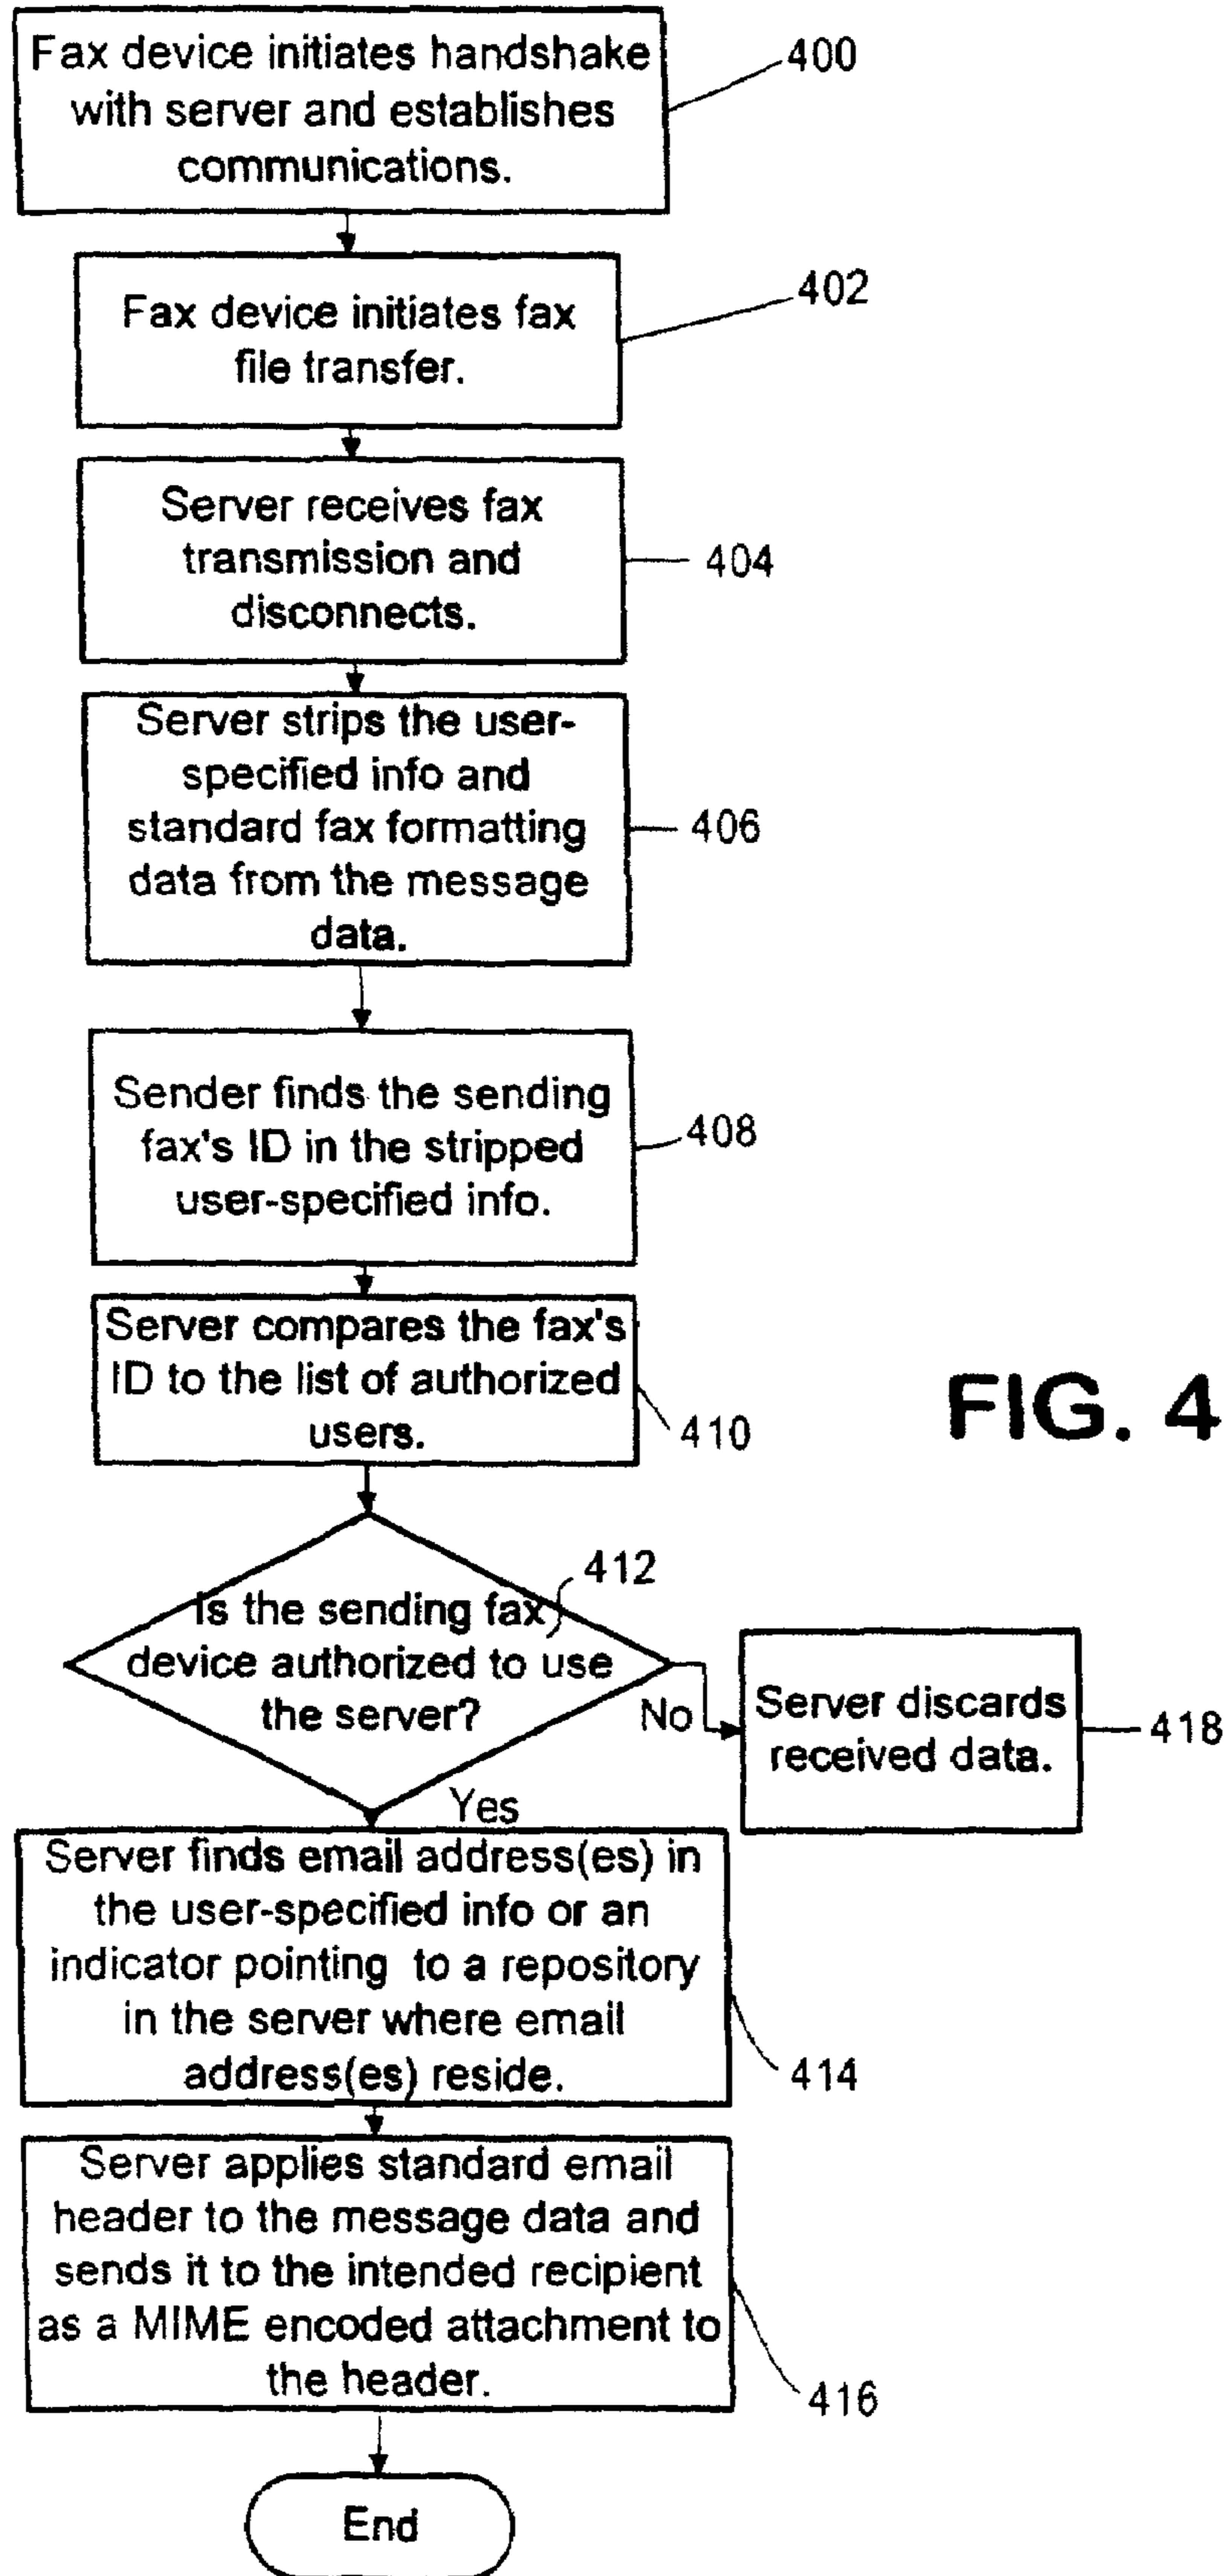 Fax device initiates handshake
with server and establishes
communications.
400
Fax device initiates fax
file transfer.
402
Server receives fax
transmission and
disconnects.
404
Server strips the user-
specified info and
standard fax formatting
data from the message
data.
406
Sender finds the sending
fax's ID in the stripped
user-specified info.
408
Server compares the fax's
ID to the list of authorized
users.
410
FIG. 4
412
Is the sending fax
device authorized to use
the server?
No
Server discards
received data.
418
Yes
Server finds email address(es) in
the user-specified info or an
indicator pointing to a repository
in the server where email
address(es) reside.
414
Server applies standard email
header to the message data and
sends it to the intended recipient
as a MIME encoded attachment to
the header.
416
End